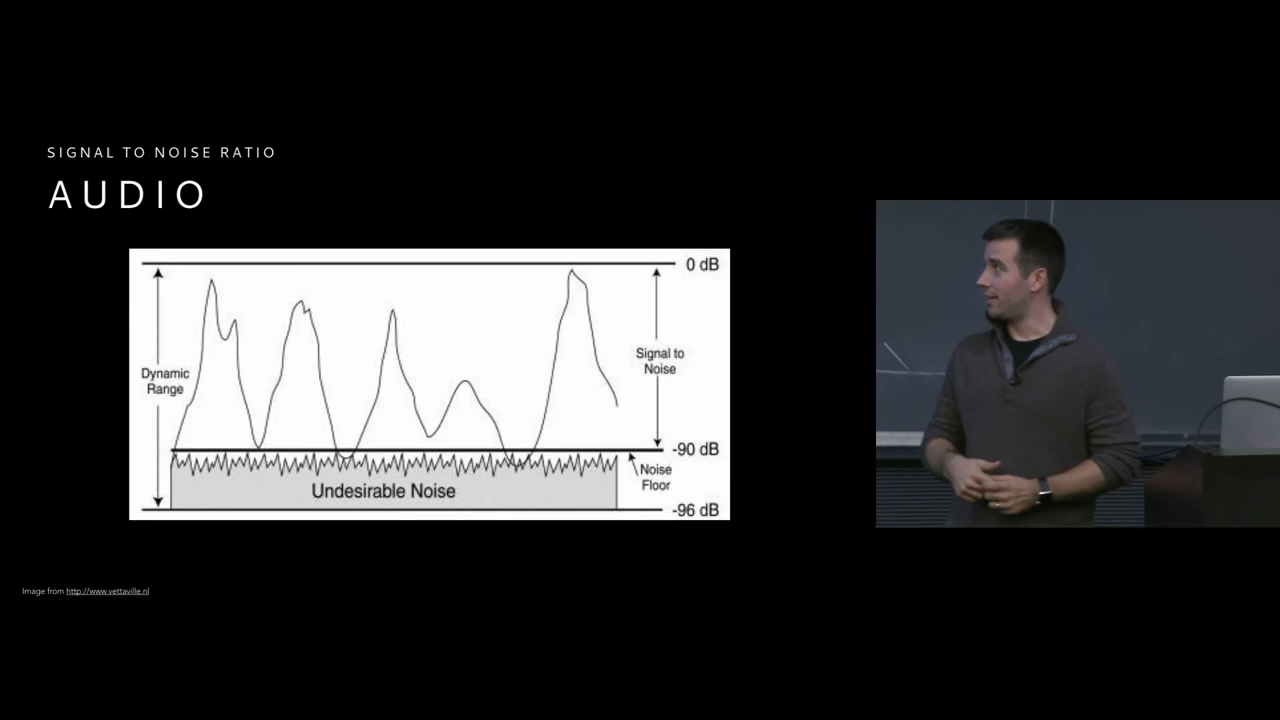 SIGNAL TO NOISE RATIO
AUDIO
0 dB
Dynamic
Range
Signal to
Noise
-90 dB
Noise
Floor
Undesirable Noise
-96 dB
Image from http://www.vettaville.nl